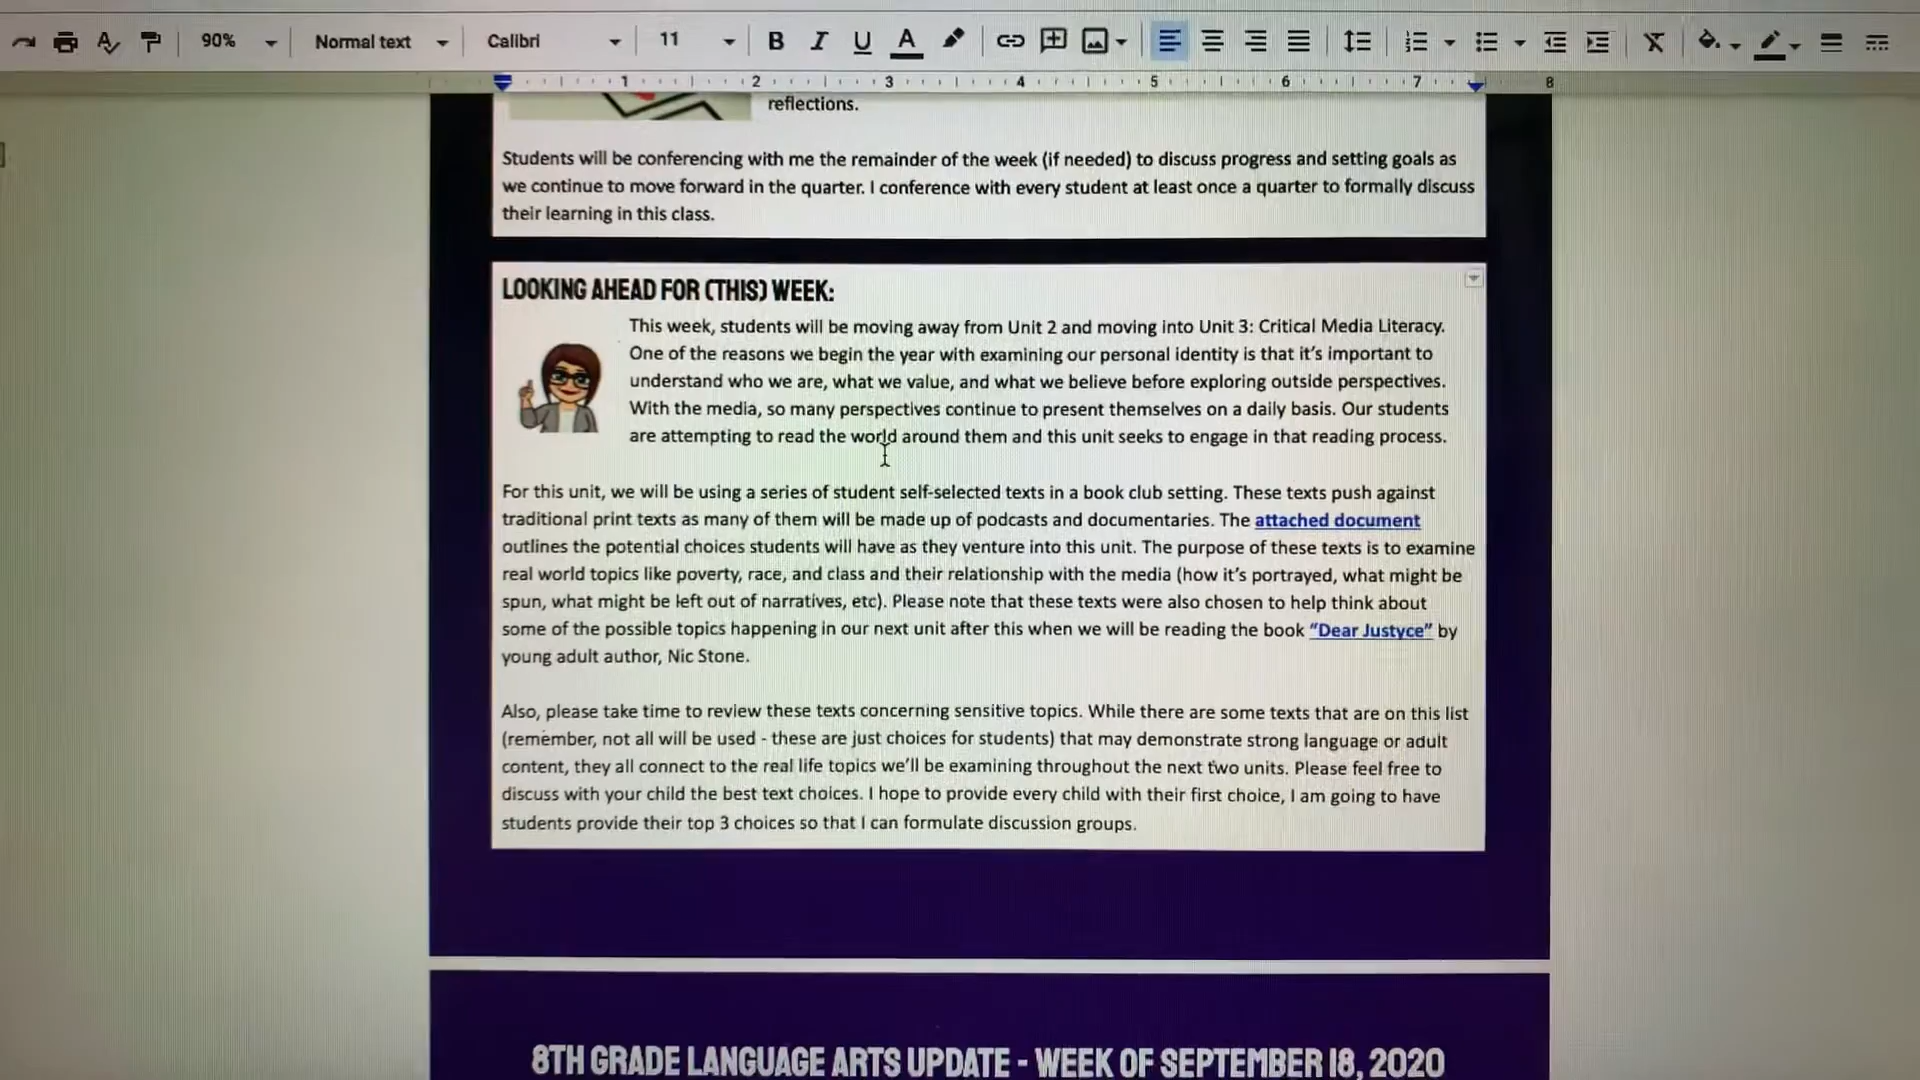 90% Normal text Calibri 11 B I U A
1 2 3 4 5 6 7 8
reflections.
Students will be conferencing with me the remainder of the week (if needed) to discuss progress and setting goals as
we continue to move forward in the quarter. I conference with every student at least once a quarter to formally discuss
their learning in this class.
LOOKING AHEAD FOR (THIS) WEEK:
This week, students will be moving away from Unit 2 and moving into Unit 3: Critical Media Literacy.
One of the reasons we begin the year with examining our personal identity is that it's important to
understand who we are, what we value, and what we believe before exploring outside perspectives.
With the media, so many perspectives continue to present themselves on a daily basis. Our students
are attempting to read the world around them and this unit seeks to engage in that reading process.
For this unit, we will be using a series of student self-selected texts in a book club setting. These texts push against
traditional print texts as many of them will be made up of podcasts and documentaries. The attached document
outlines the potential choices students will have as they venture into this unit. The purpose of these texts is to examine
real world topics like poverty, race, and class and their relationship with the media (how it's portrayed, what might be
spun, what might be left out of narratives, etc). Please note that these texts were also chosen to help think about
some of the possible topics happening in our next unit after this when we will be reading the book "Dear Justyce" by
young adult author, Nic Stone.
Also, please take time to review these texts concerning sensitive topics. While there are some texts that are on this list
(remember, not all will be used - these are just choices for students) that may demonstrate strong language or adult
content, they all connect to the real life topics we'll be examining throughout the next two units. Please feel free to
discuss with your child the best text choices. I hope to provide every child with their first choice, I am going to have
students provide their top 3 choices so that I can formulate discussion groups.
8TH GRADE LANGUAGE ARTS UPDATE - WEEK OF SEPTEMBER 18, 2020